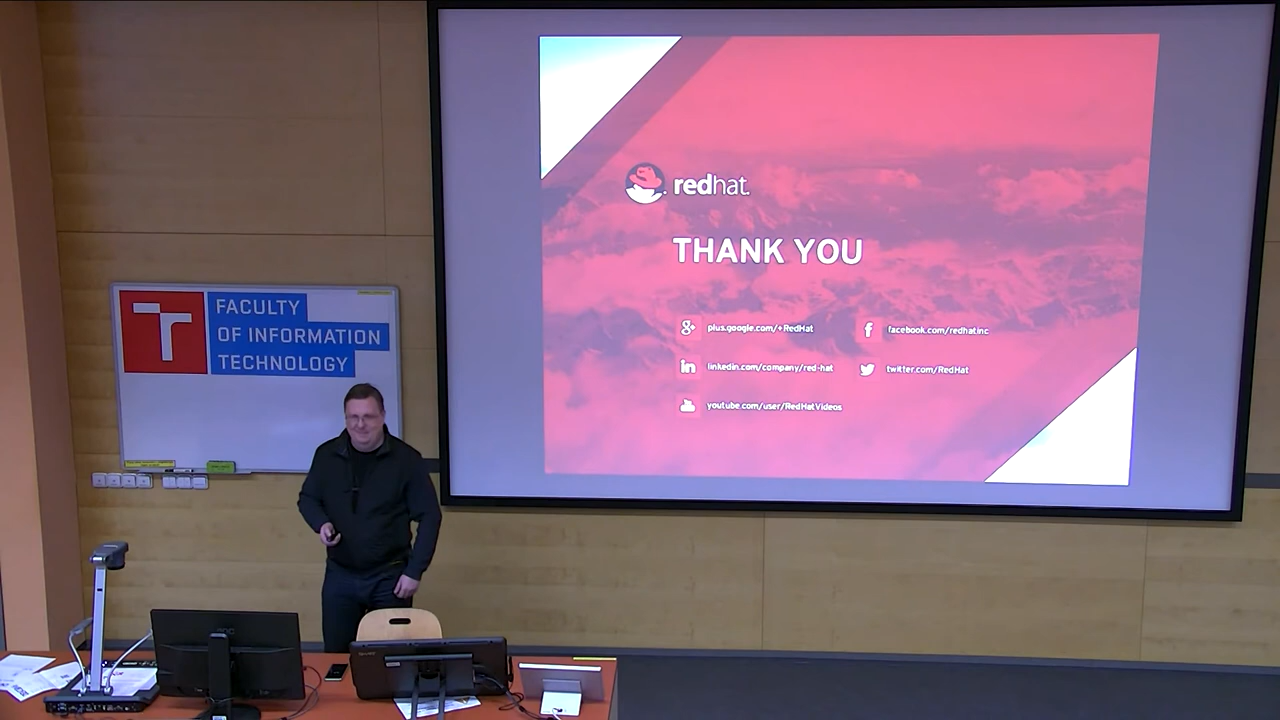 redhat.
THANK YOU
plus.google.com/+RedHat
facebook.com/redhatinc
linkedin.com/company/red-hat
twitter.com/RedHat
youtube.com/user/RedHatVideos
FACULTY
OF INFORMATION
TECHNOLOGY